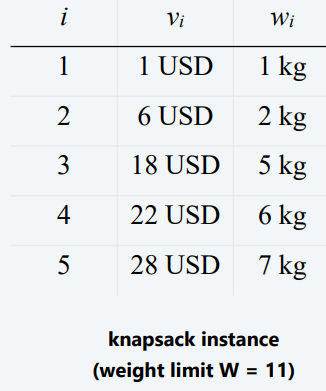 i vᵢ wᵢ
1 1 USD 1 kg
2 6 USD 2 kg
3 18 USD 5 kg
4 22 USD 6 kg
5 28 USD 7 kg
knapsack instance
(weight limit W = 11)